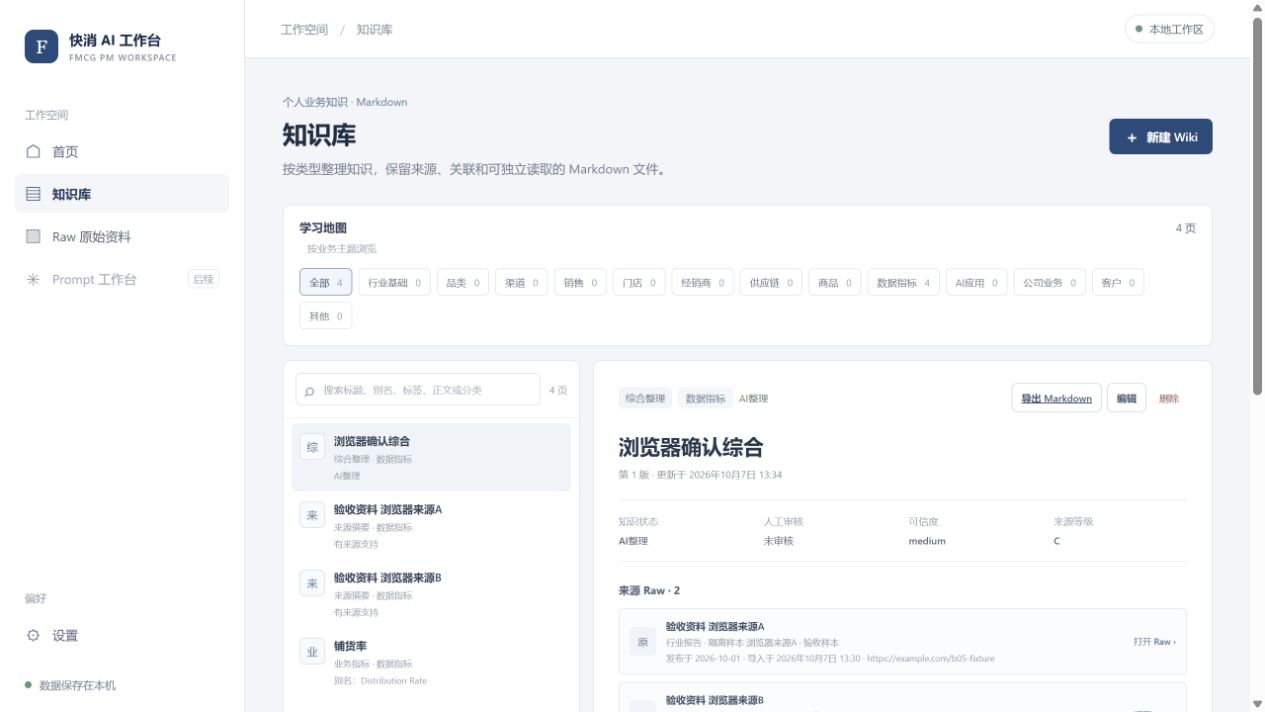 F
快消 AI 工作台
FMCG PM WORKSPACE
工作空间
首页
知识库
Raw 原始资料
Prompt 工作台 后续
偏好
设置
数据保存在本机
工作空间 / 知识库
本地工作区
个人业务知识 · Markdown
知识库
按类型整理知识，保留来源、关联和可独立读取的 Markdown 文件。
+ 新建 Wiki
学习地图
4 页
按业务主题浏览
全部 4 行业基础 0 品类 0 渠道 0 销售 0 门店 0 经销商 0 供应链 0 商品 0 数据指标 4 AI应用 0 公司业务 0 客户 0
其他 0
搜索标题、别名、标签、正文或分类
4 页
综
浏览器确认综合
综合整理 · 数据指标
AI整理
来
验收资料 浏览器来源A
来源摘要 · 数据指标
有来源支持
来
验收资料 浏览器来源B
来源摘要 · 数据指标
有来源支持
业
铺货率
业务指标 · 数据指标
别名：Distribution Rate
综合整理 数据指标 AI整理
导出 Markdown 编辑 删除
浏览器确认综合
第 1 版 · 更新于 2026年10月7日 13:34
知识状态 人工审核 可信度 来源等级
AI整理 未审核 medium C
来源 Raw · 2
原
验收资料 浏览器来源A
行业报告 · 隔离样本 浏览器来源A · 验收样本
发布于 2026-10-01 · 导入于 2026年10月7日 13:30 · https://example.com/b05-fixture
打开 Raw ›
验收资料 浏览器来源B